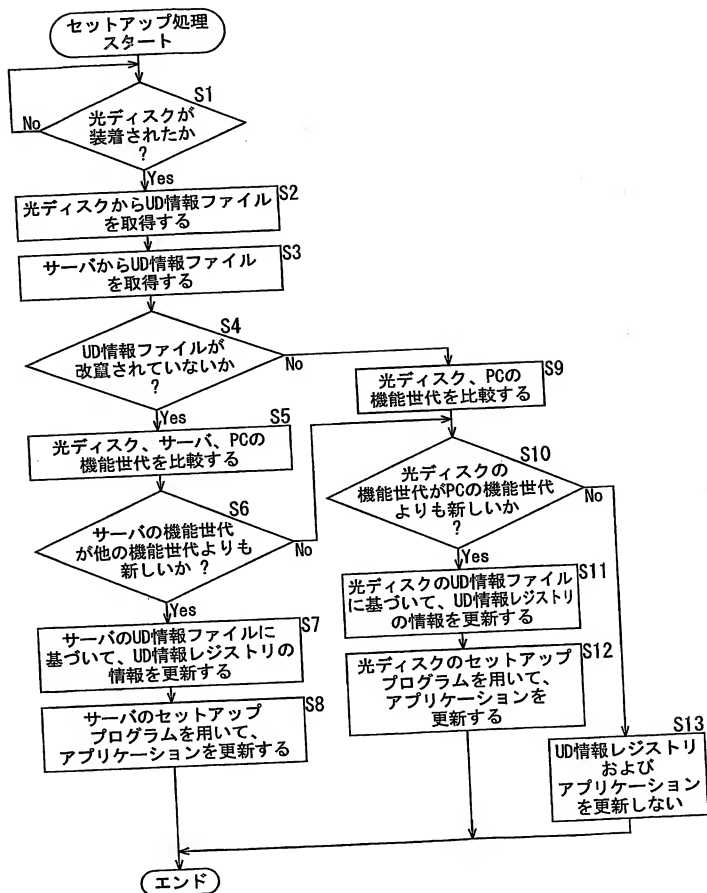 セットアップ処理
スタート
S1
光ディスクが
装着されたか
?
No
Yes
S2
光ディスクからUD情報ファイル
を取得する
S3
サーバからUD情報ファイル
を取得する
S4
UD情報ファイルが
改竄されていないか
?
No
Yes
S5
光ディスク、サーバ、PCの
機能世代を比較する
S6
サーバの機能世代
が他の機能世代よりも
新しいか ?
No
Yes
S7
サーバのUD情報ファイルに
基づいて、UD情報レジストリの
情報を更新する
S8
サーバのセットアップ
プログラムを用いて、
アプリケーションを更新する
S9
光ディスク、PCの
機能世代を比較する
S10
光ディスクの
機能世代がPCの機能世代
よりも新しいか
?
No
Yes
S11
光ディスクのUD情報ファイル
に基づいて、UD情報レジストリ
の情報を更新する
S12
光ディスクのセットアップ
プログラムを用いて、
アプリケーションを
更新する
S13
UD情報レジストリ
および
アプリケーション
を更新しない
エンド